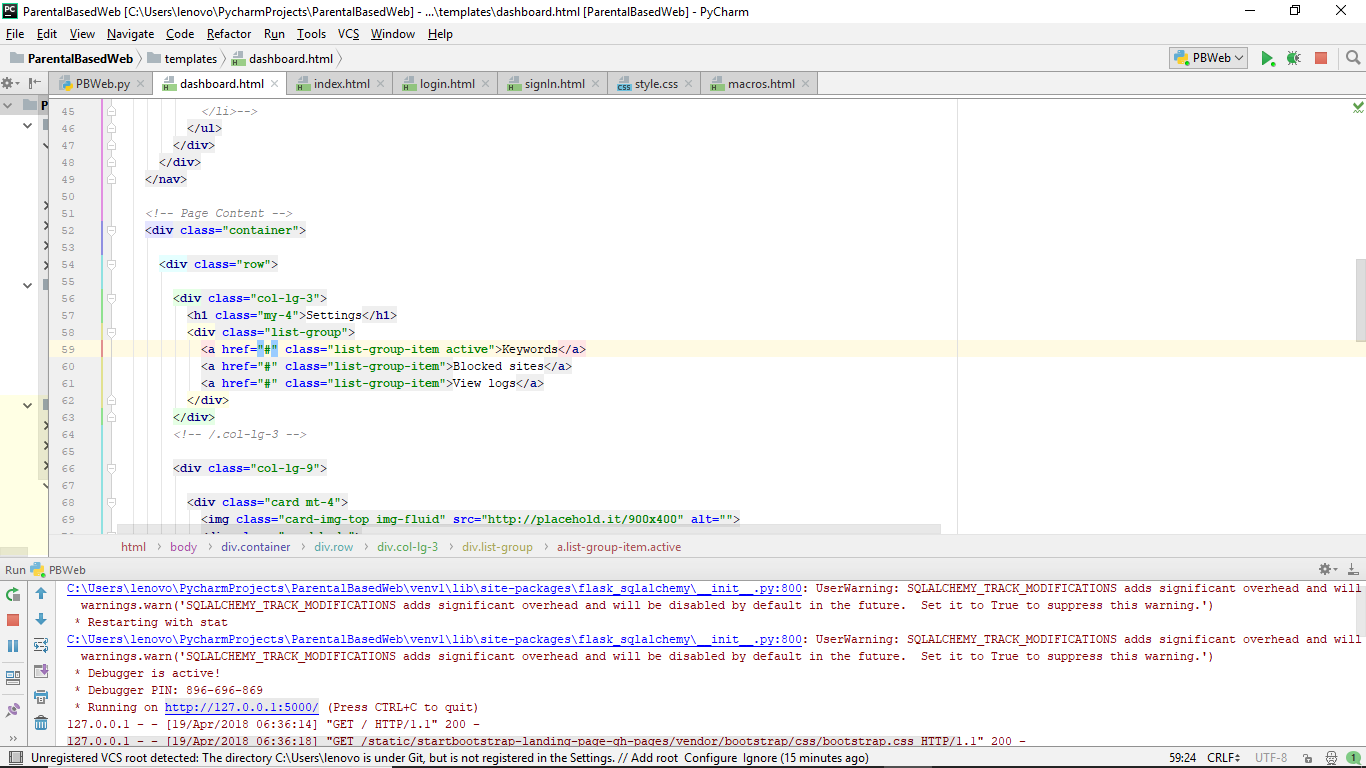 ParentalBasedWeb [C:\Users\lenovo\PycharmProjects\ParentalBasedWeb] - ...\templates\dashboard.html [ParentalBasedWeb] - PyCharm
File Edit View Navigate Code Refactor Run Tools VCS Window Help
ParentalBasedWeb templates dashboard.html PBWeb
PBWeb.py dashboard.html index.html login.html signIn.html style.css macros.html
P
45 </li>-->
46 </ul>
47 </div>
48 </div>
49 </nav>
50
51 <!-- Page Content -->
52 <div class="container">
53
54 <div class="row">
55
56 <div class="col-lg-3">
57 <h1 class="my-4">Settings</h1>
58 <div class="list-group">
59 <a href="#" class="list-group-item active">Keywords</a>
60 <a href="#" class="list-group-item">Blocked sites</a>
61 <a href="#" class="list-group-item">View logs</a>
62 </div>
63 </div>
64 <!-- /.col-lg-3 -->
65
66 <div class="col-lg-9">
67
68 <div class="card mt-4">
69 <img class="card-img-top img-fluid" src="http://placehold.it/900x400" alt="">
html body div.container div.row div.col-lg-3 div.list-group a.list-group-item.active
Run PBWeb
C:\Users\lenovo\PycharmProjects\ParentalBasedWeb\venv1\lib\site-packages\flask_sqlalchemy\__init__.py:800: UserWarning: SQLALCHEMY_TRACK_MODIFICATIONS adds significant overhead and will
warnings.warn('SQLALCHEMY_TRACK_MODIFICATIONS adds significant overhead and will be disabled by default in the future.  Set it to True to suppress this warning.')
* Restarting with stat
C:\Users\lenovo\PycharmProjects\ParentalBasedWeb\venv1\lib\site-packages\flask_sqlalchemy\__init__.py:800: UserWarning: SQLALCHEMY_TRACK_MODIFICATIONS adds significant overhead and will
warnings.warn('SQLALCHEMY_TRACK_MODIFICATIONS adds significant overhead and will be disabled by default in the future.  Set it to True to suppress this warning.')
* Debugger is active!
* Debugger PIN: 896-696-869
* Running on http://127.0.0.1:5000/ (Press CTRL+C to quit)
127.0.0.1 - - [19/Apr/2018 06:36:14] "GET / HTTP/1.1" 200 -
127.0.0.1 - - [19/Apr/2018 06:36:18] "GET /static/startbootstrap-landing-page-gh-pages/vendor/bootstrap/css/bootstrap.css HTTP/1.1" 200 -
Unregistered VCS root detected: The directory C:\Users\lenovo is under Git, but is not registered in the Settings. // Add root Configure Ignore (15 minutes ago) 59:24 CRLF UTF-8 1